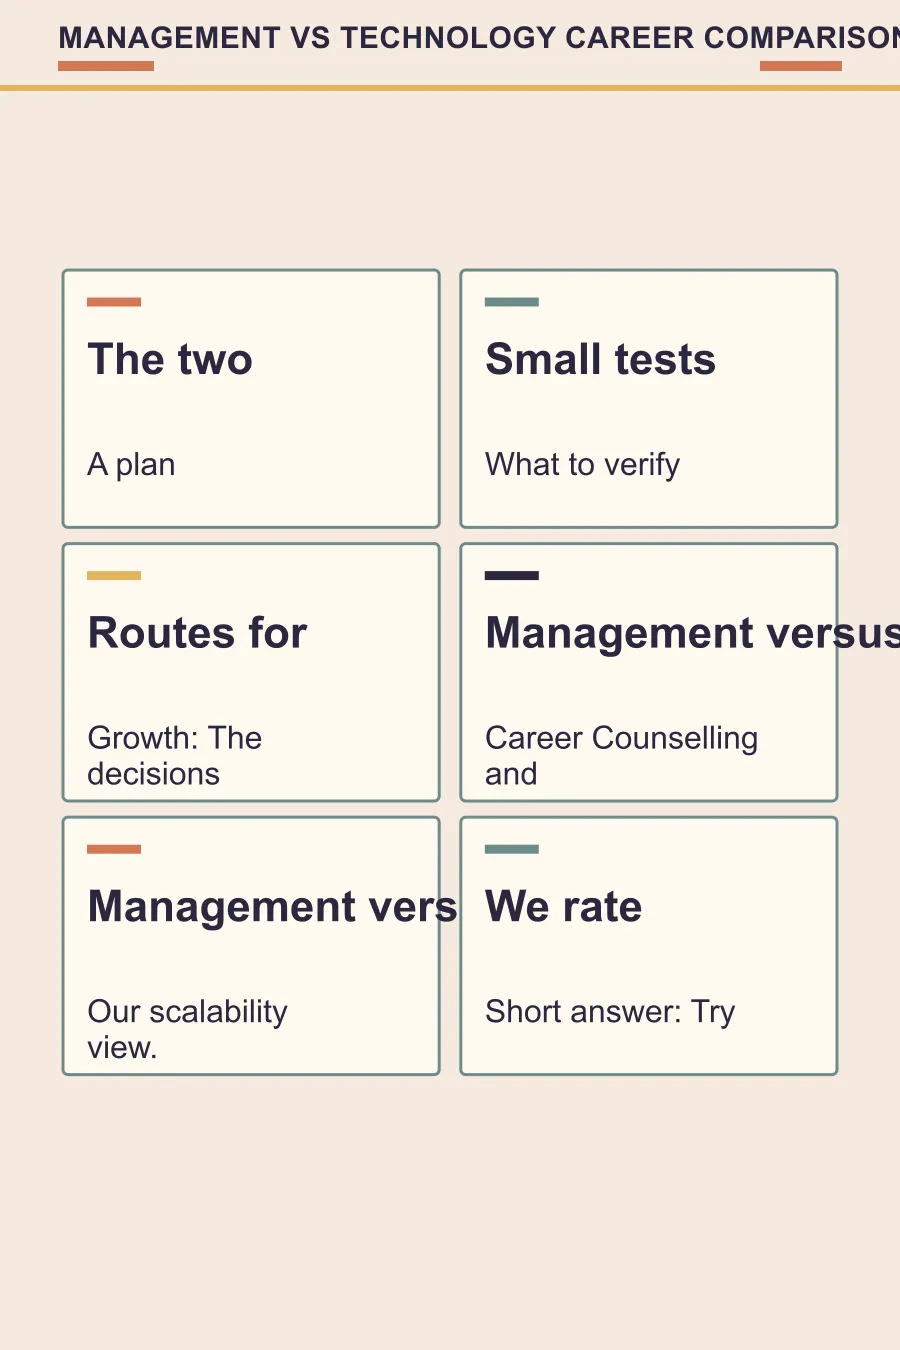 MANAGEMENT VS TECHNOLOGY CAREER COMPARISON
The two
A plan
Small tests
What to verify
Routes for
Growth: The
decisions
Management versus
Career Counselling
and
Management vers
Our scalability
view.
We rate
Short answer: Try